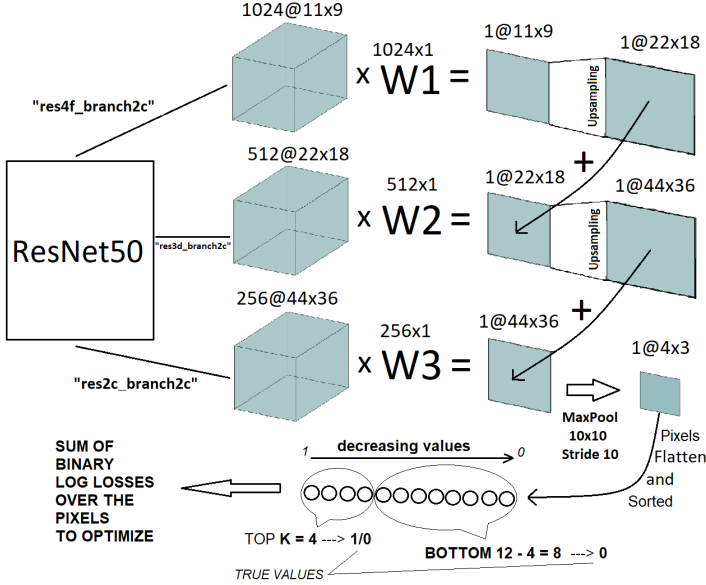 1024@11x9
1024x1
x W1 =
1@11x9
1@22x18
Upsampling
"res4f_branch2c"
+
512@22x18
512x1
x W2 =
1@22x18
1@44x36
Upsampling
ResNet50
"res3d_branch2c"
+
256@44x36
256x1
x W3 =
1@44x36
1@4x3
"res2c_branch2c"
MaxPool
10x10
Stride 10
Pixels
Flatten
and
Sorted
SUM OF
BINARY
LOG LOSSES
OVER THE
PIXELS
TO OPTIMIZE
1 decreasing values 0
TOP K = 4 ---> 1/0
BOTTOM 12 - 4 = 8 ---> 0
TRUE VALUES